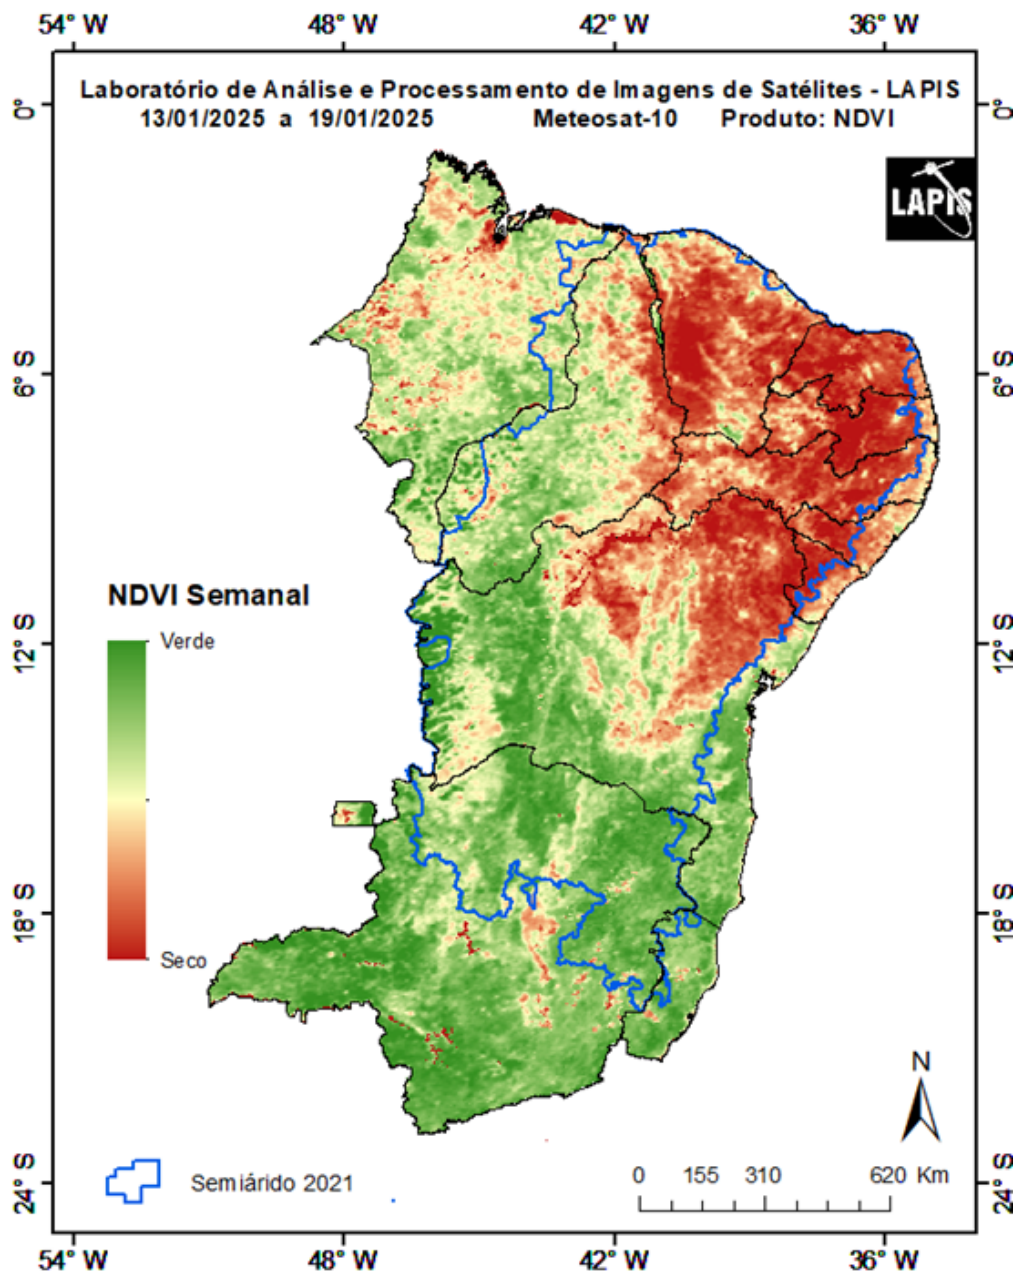 54° W 48° W 42° W 36° W
Laboratório de Análise e Processamento de Imagens de Satélites - LAPIS
13/01/2025 a 19/01/2025 Meteosat-10 Produto: NDVI
0° 0°
LAPIS
6° S 6° S
NDVI Semanal
Verde
12° S 12° S
18° S 18° S
Seco
N
Semiárido 2021
0 155 310 620 Km
24° S 24° S
54° W 48° W 42° W 36° W